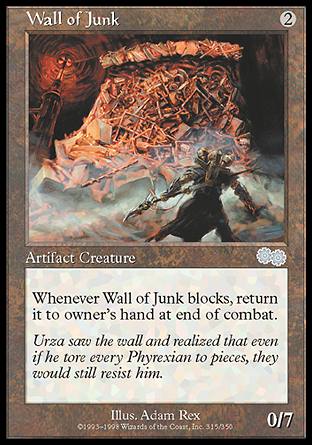 Wall of Junk 2
Artifact Creature
Whenever Wall of Junk blocks, return
it to owner's hand at end of combat.
Urza saw the wall and realized that even
if he tore every Phyrexian to pieces, they
would still resist him.
Illus. Adam Rex
©1993–1998 Wizards of the Coast, Inc. 315/350
0/7